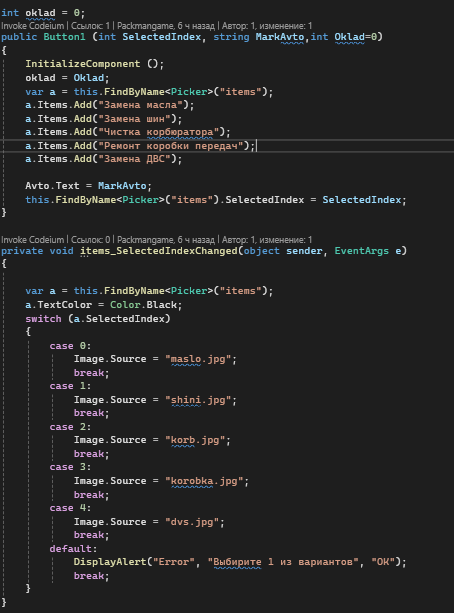 int oklad = 0;
Invoke Codeium | Ссылок: 1 | Packmangame, 6 ч назад | Автор: 1, изменение: 1
public Button1 (int SelectedIndex, string MarkAvto,int Oklad=0)
{
InitializeComponent ();
oklad = Oklad;
var a = this.FindByName<Picker>("items");
a.Items.Add("Замена масла");
a.Items.Add("Замена шин");
a.Items.Add("Чистка корбюратора");
a.Items.Add("Ремонт коробки передач");
a.Items.Add("Замена ДВС");
Avto.Text = MarkAvto;
this.FindByName<Picker>("items").SelectedIndex = SelectedIndex;
}
Invoke Codeium | Ссылок: 0 | Packmangame, 6 ч назад | Автор: 1, изменение: 1
private void items_SelectedIndexChanged(object sender, EventArgs e)
{
var a = this.FindByName<Picker>("items");
a.TextColor = Color.Black;
switch (a.SelectedIndex)
{
case 0:
Image.Source = "maslo.jpg";
break;
case 1:
Image.Source = "shini.jpg";
break;
case 2:
Image.Source = "korb.jpg";
break;
case 3:
Image.Source = "korobka.jpg";
break;
case 4:
Image.Source = "dvs.jpg";
break;
default:
DisplayAlert("Error", "Выбирите 1 из вариантов", "ОК");
break;
}
}